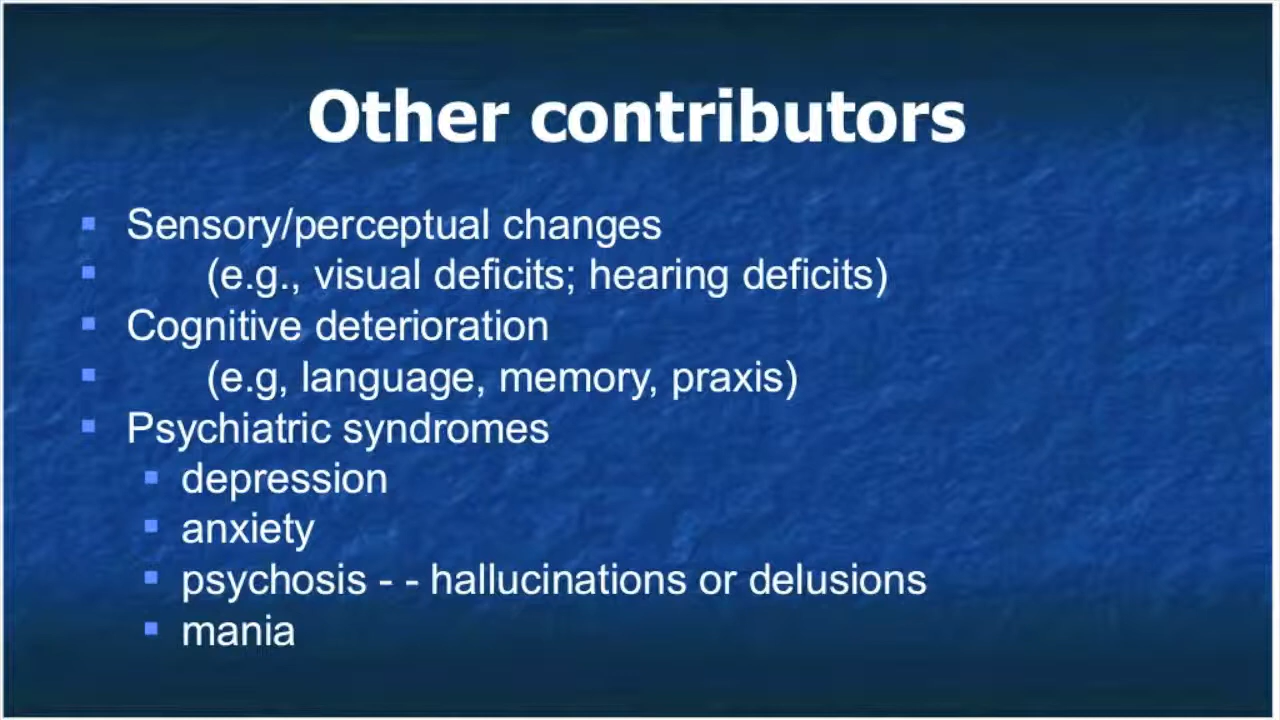 Other contributors
Sensory/perceptual changes
(e.g., visual deficits; hearing deficits)
Cognitive deterioration
(e.g, language, memory, praxis)
Psychiatric syndromes
depression
anxiety
psychosis - - hallucinations or delusions
mania